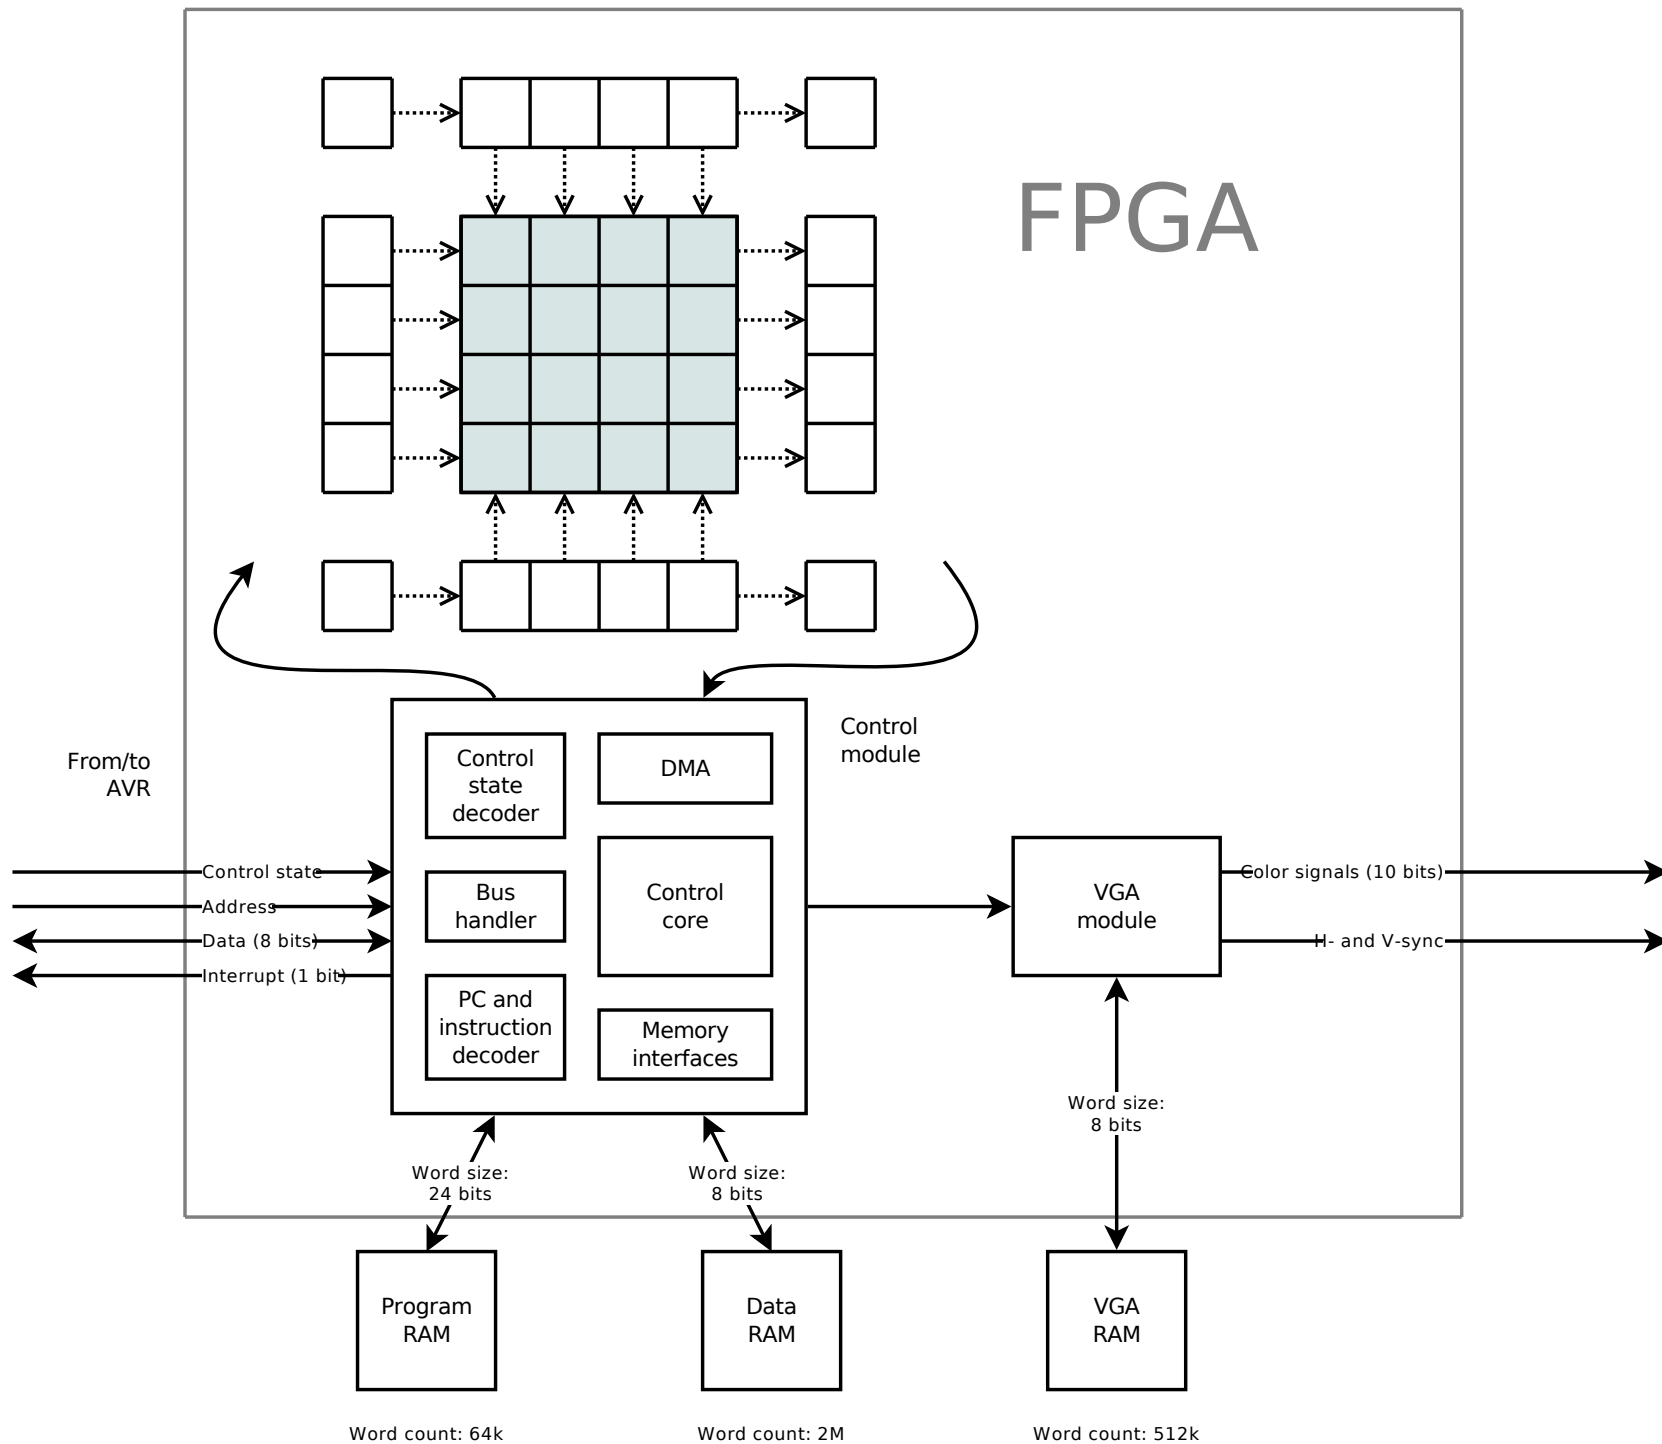 FPGA
Control
module
From/to
AVR
Control
state
decoder
DMA
Control state
Address
Data (8 bits)
Interrupt (1 bit)
Bus
handler
Control
core
VGA
module
Color signals (10 bits)
H- and V-sync
PC and
instruction
decoder
Memory
interfaces
Word size:
8 bits
Word size:
24 bits
Word size:
8 bits
Program
RAM
Data
RAM
VGA
RAM
Word count: 64k
Word count: 2M
Word count: 512k